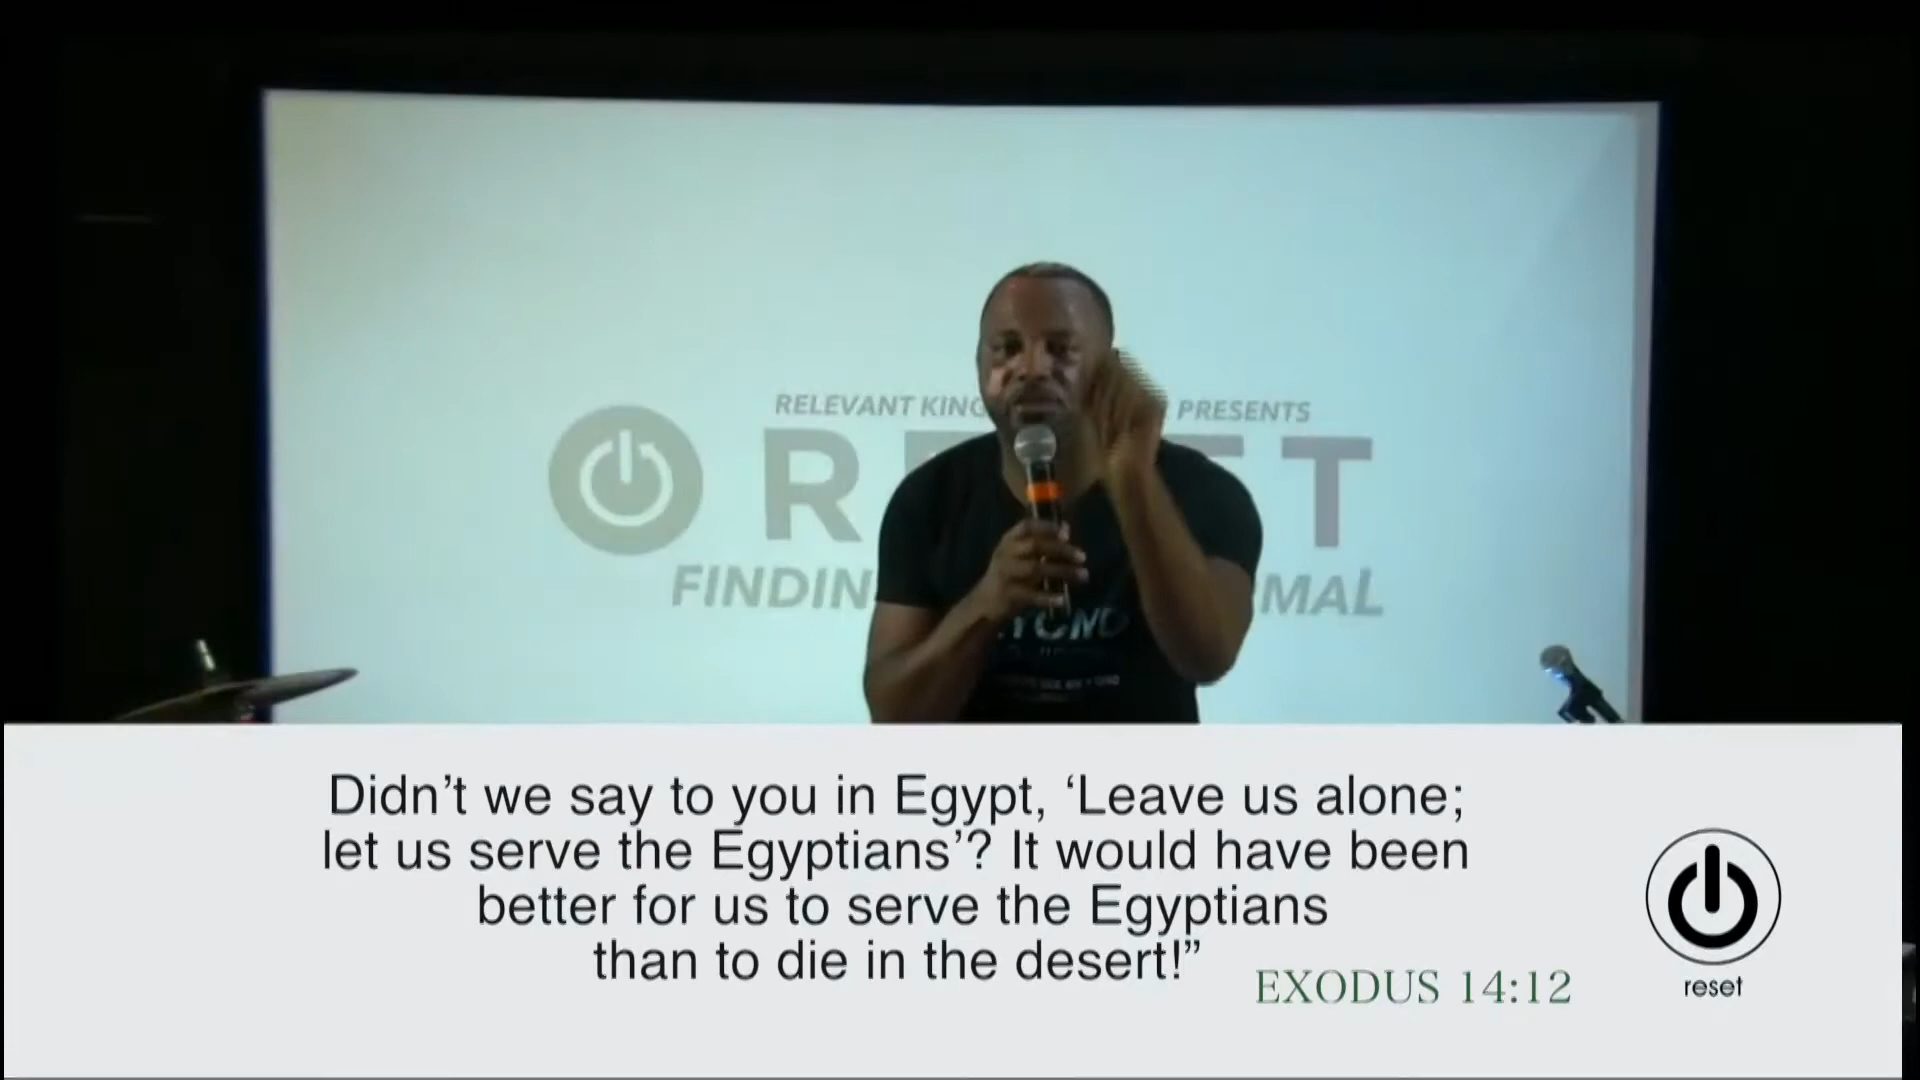 RELEVANT PRESENTS
FINDIN MAL
Didn’t we say to you in Egypt, ‘Leave us alone;
let us serve the Egyptians’? It would have been
better for us to serve the Egyptians
than to die in the desert!”
EXODUS 14:12
reset